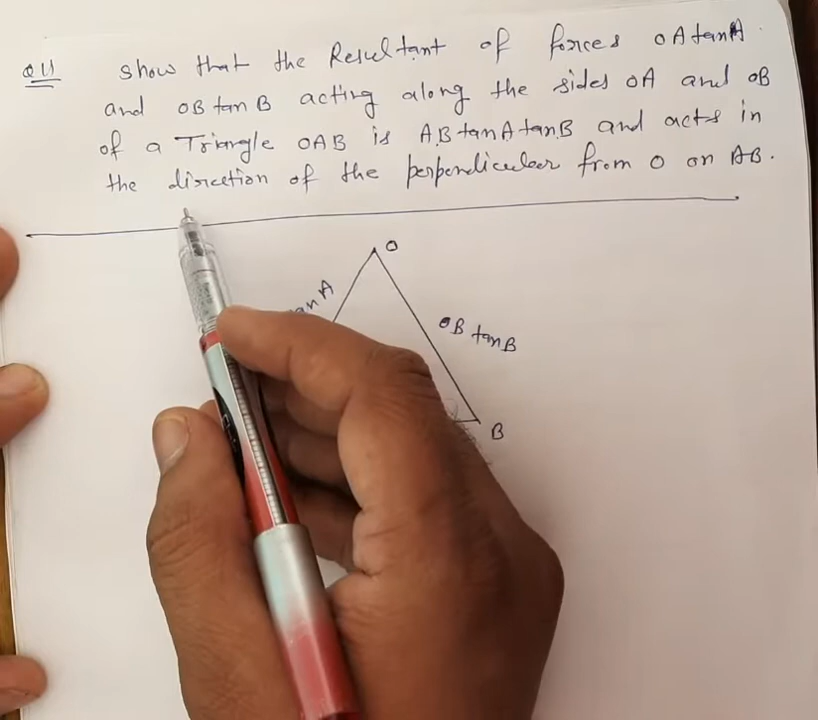 Q11 Show that the Resultant of forces OA tanA
and OB tan B acting along the sides OA and OB
of a Triangle OAB is AB tanA tanB and acts in
the direction of the perpendicular from O on AB.
O
an A
OB tanB
B